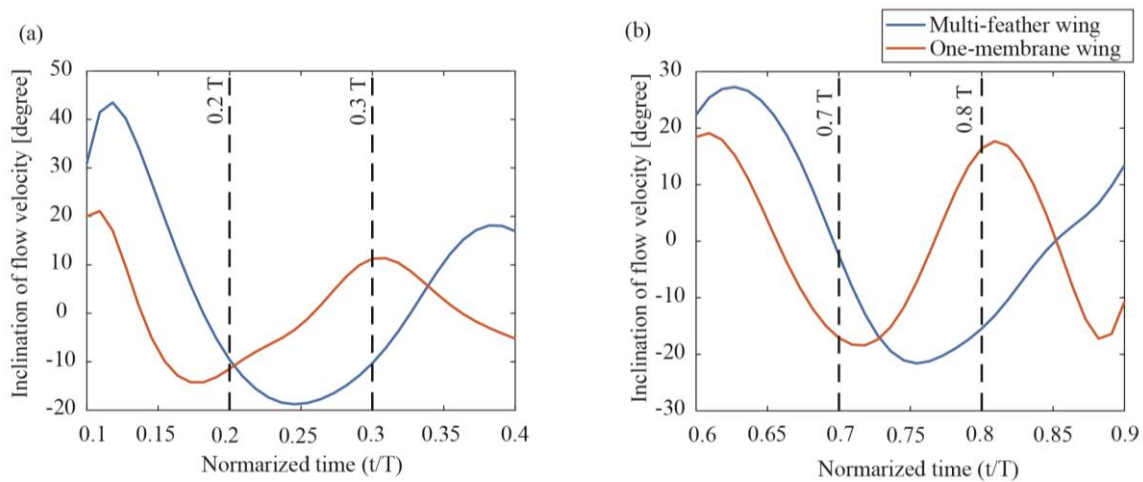 (a)
Inclination of flow velocity [degree]
50
40
30
20
10
0
-10
-20
0.2 T
0.3 T
0.1 0.15 0.2 0.25 0.3 0.35 0.4
Normarized time (t/T)
(b)
Multi-feather wing
One-membrane wing
Inclination of flow velocity [degree]
30
20
10
0
-10
-20
-30
0.7 T
0.8 T
0.6 0.65 0.7 0.75 0.8 0.85 0.9
Normarized time (t/T)